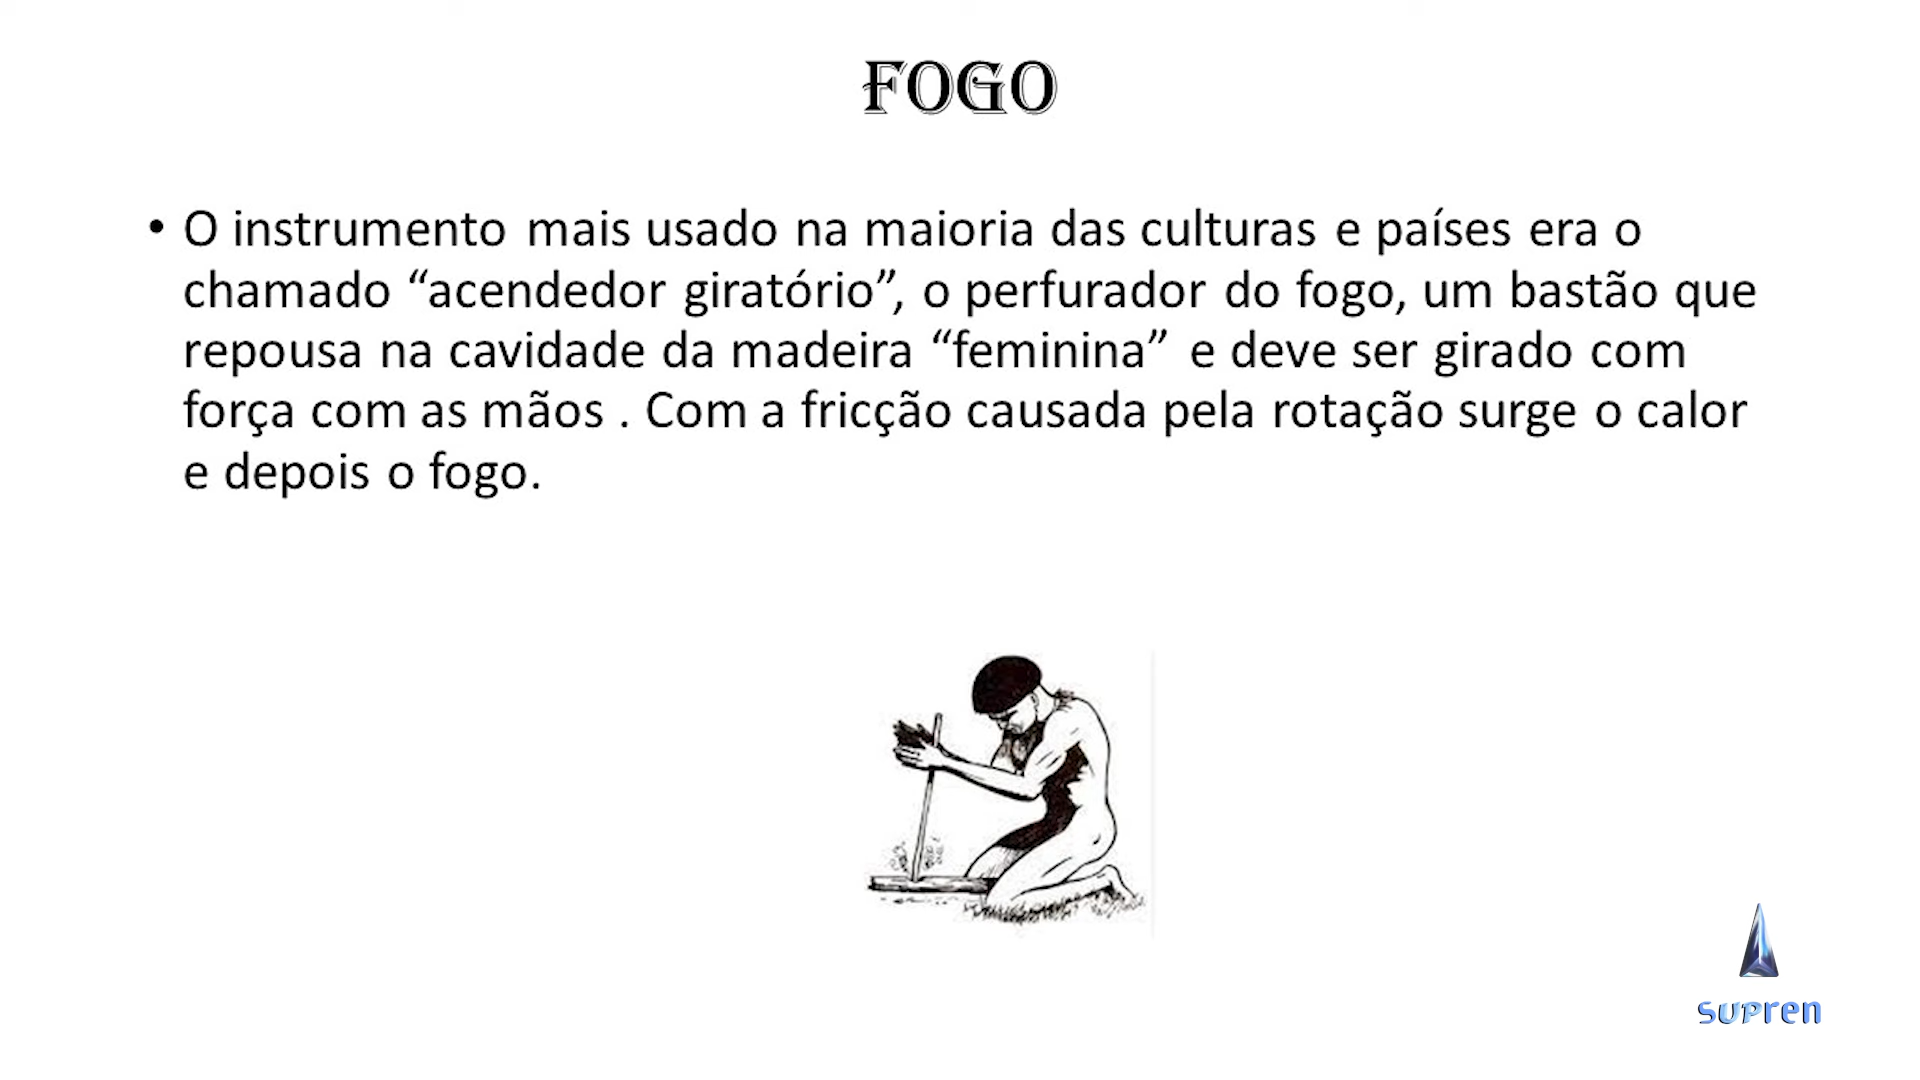 FOGO
• O instrumento mais usado na maioria das culturas e países era o
chamado “acendedor giratório”, o perfurador do fogo, um bastão que
repousa na cavidade da madeira “feminina” e deve ser girado com
força com as mãos . Com a fricção causada pela rotação surge o calor
e depois o fogo.
supren